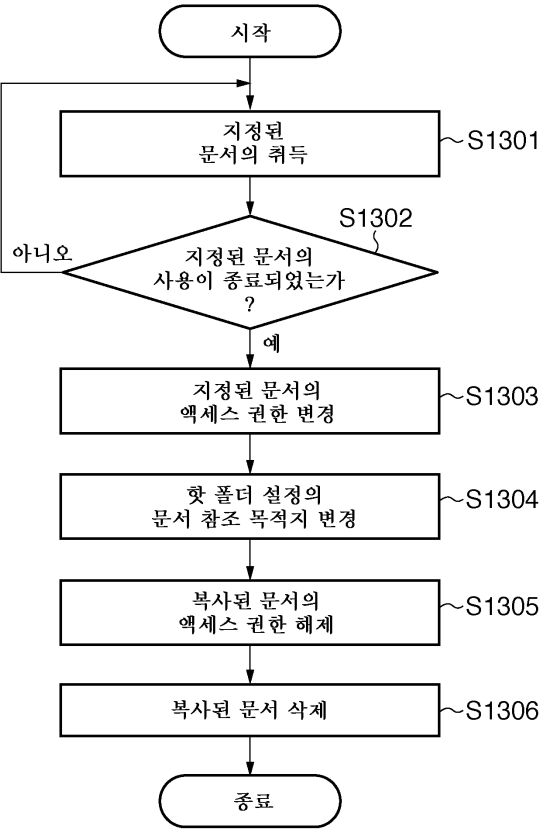 시작
지정된
문서의 취득
S1301
S1302
아니오
지정된 문서의
사용이 종료되었는가
?
예
지정된 문서의
액세스 권한 변경
S1303
핫 폴더 설정의
문서 참조 목적지 변경
S1304
복사된 문서의
액세스 권한 해제
S1305
복사된 문서 삭제
S1306
종료